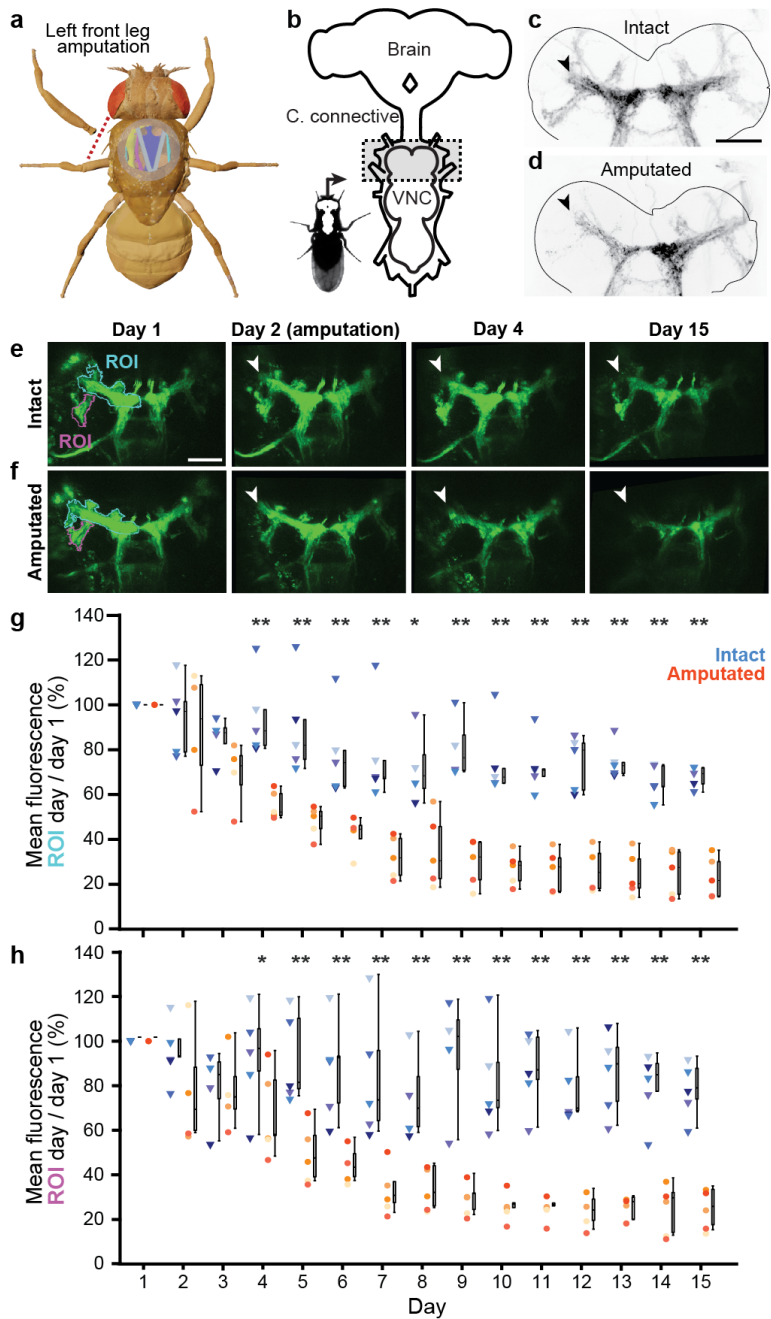 a
Left front leg
amputation
b
Brain
C. connective
VNC
c
Intact
d
Amputated
Day 1
Day 2 (amputation)
Day 4
Day 15
e
Intact
ROI
ROI
f
Amputated
g
Mean fluorescence
ROI day / day 1 (%)
140
120
100
80
60
40
20
0
** ** ** ** * ** ** ** ** ** ** **
Intact
Amputated
h
Mean fluorescence
ROI day / day 1 (%)
140
120
100
80
60
40
20
0
* ** ** ** ** ** ** ** ** ** ** **
1 2 3 4 5 6 7 8 9 10 11 12 13 14 15
Day